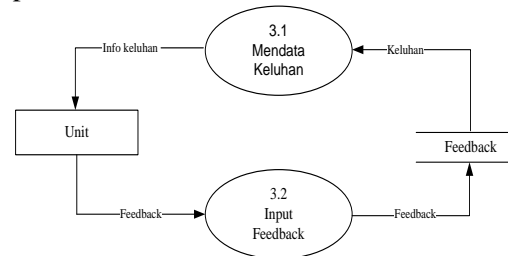 3.1
Mendata
Keluhan
Info keluhan
Keluhan
Unit
Feedback
3.2
Input
Feedback
Feedback
Feedback